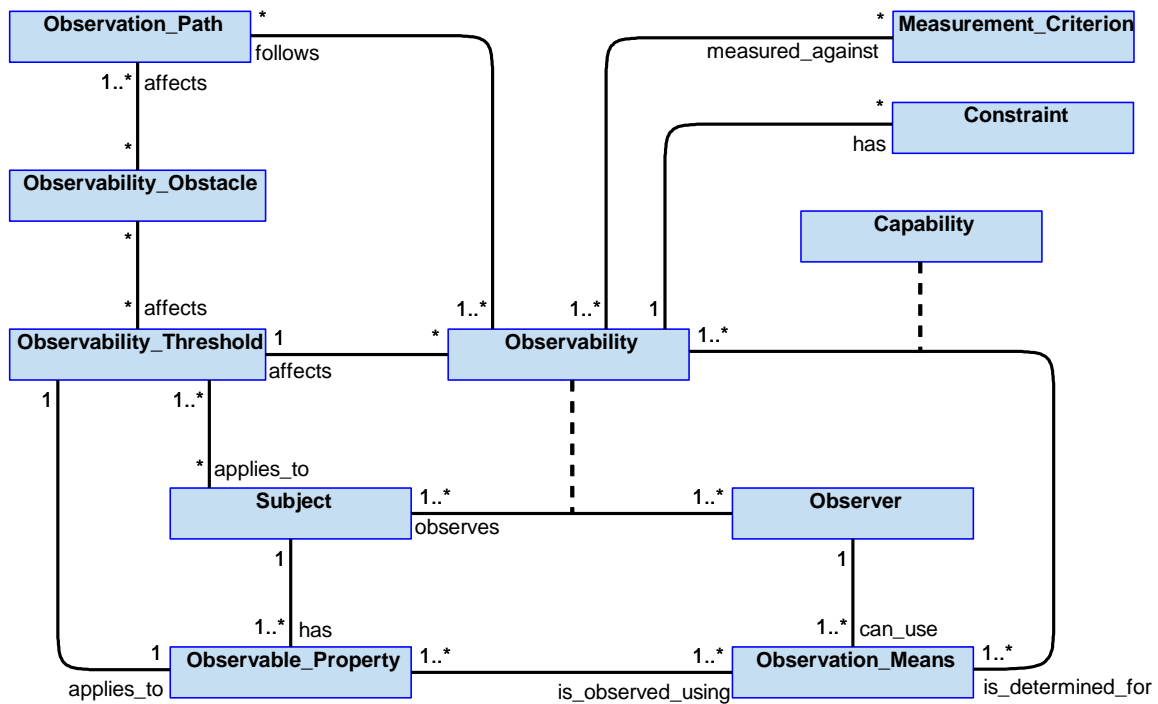 Observation_Path
*
follows
*
measured_against
Measurement_Criterion
1..*
affects
*
has
Constraint
*
Observability_Obstacle
*
Capability
*
affects
1..*
1..*
1
1..*
Observability_Threshold
1
*
Observability
affects
1
1..*
*
applies_to
Subject
1..*
1..*
Observer
observes
1
1
1..*
has
1..*
can_use
1
Observable_Property
1..*
1..*
Observation_Means
1..*
applies_to
is_observed_using
is_determined_for